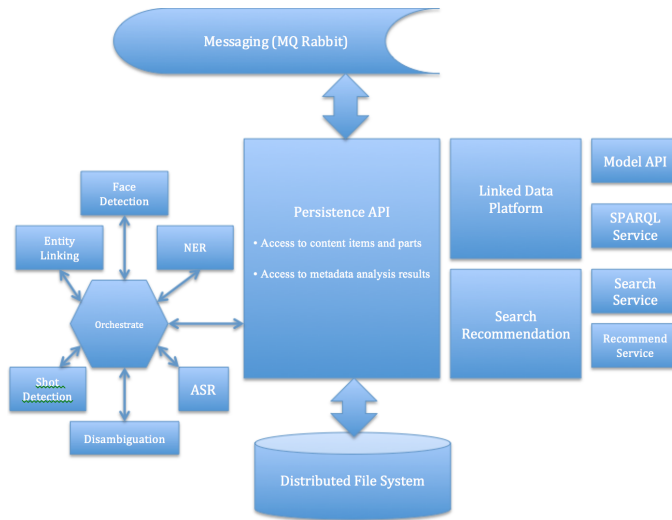 Messaging (MQ Rabbit)
Persistence API
• Access to content items and parts
• Access to metadata analysis results
Linked Data
Platform
Model API
SPARQL
Service
Search
Recommendation
Search
Service
Recommend
Service
Face
Detection
Entity
Linking
NER
Orchestrate
Shot
Detection
ASR
Disambiguation
Distributed File System